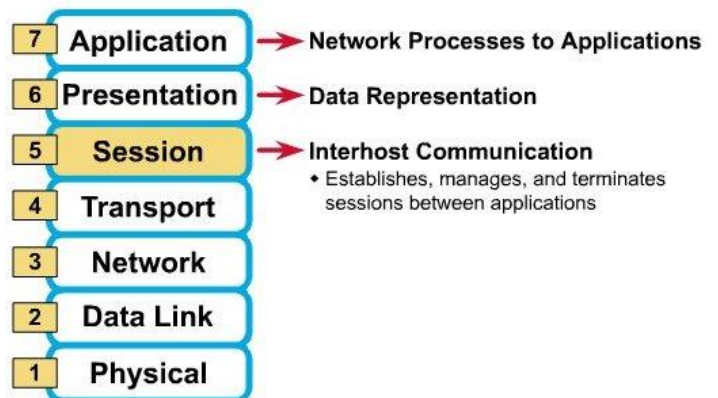 7 Application Network Processes to Applications
6 Presentation Data Representation
5 Session Interhost Communication
Establishes, manages, and terminates
sessions between applications
4 Transport
3 Network
2 Data Link
1 Physical